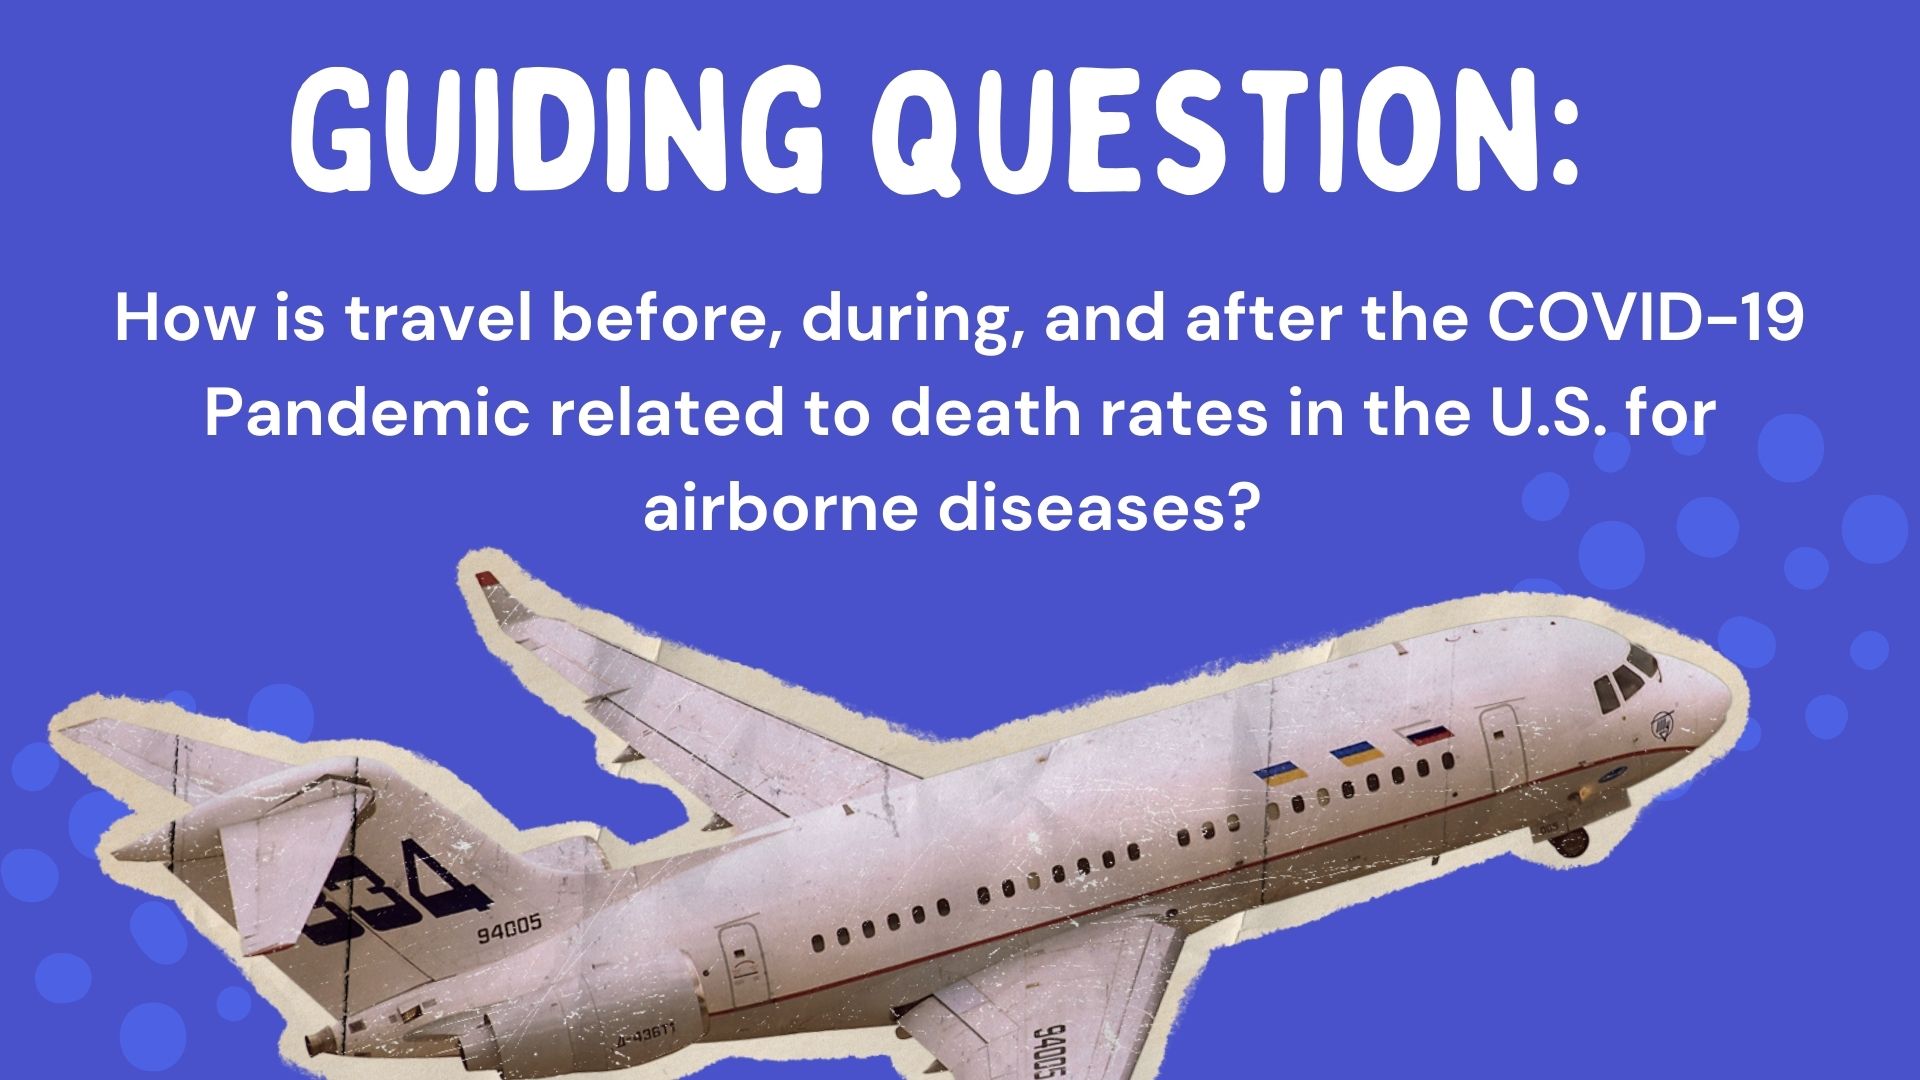 GUIDING QUESTION:
How is travel before, during, and after the COVID-19
Pandemic related to death rates in the U.S. for
airborne diseases?
94005
94005